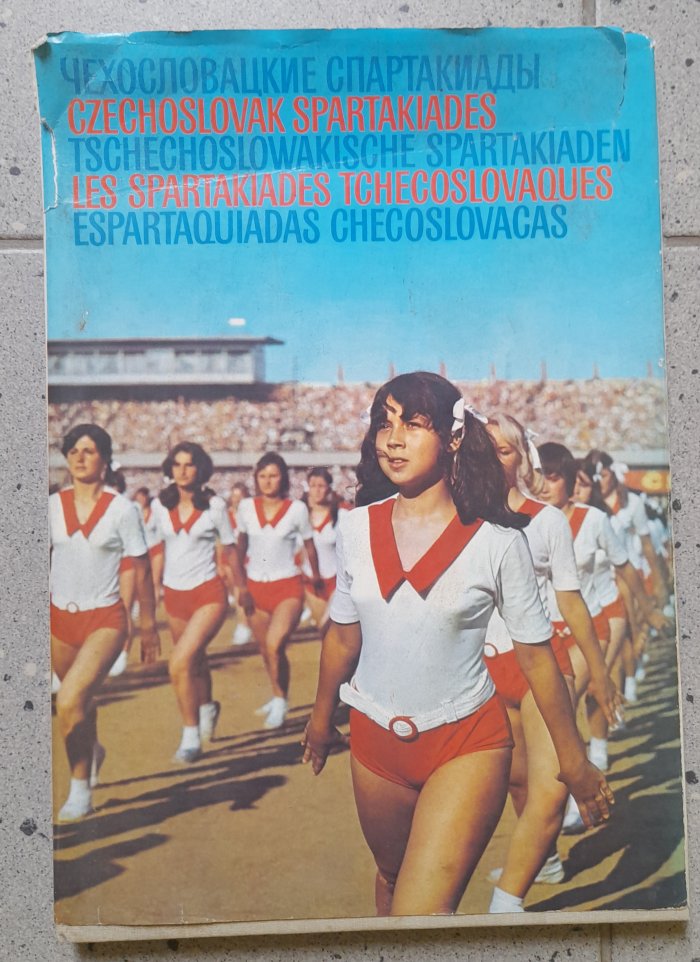 ЧЕХОСЛОВАЦКИЕ СПАРТАКИАДЫ
CZECHOSLOVAK SPARTAKIADES
TSCHECHOSLOWAKISCHE SPARTAKIADEN
LES SPARTAKIADES TCHECOSLOVAQUES
ESPARTAQUIADAS CHECOSLOVACAS